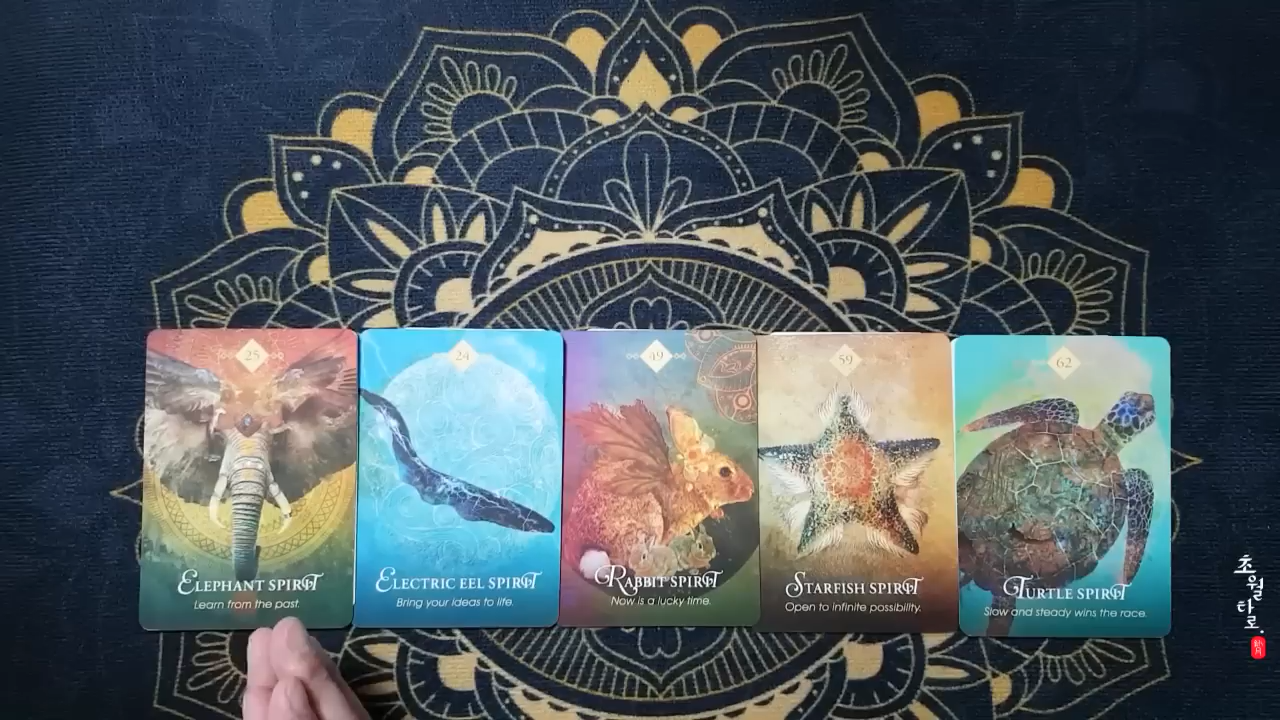 25
ELEPHANT SPIRIT
Learn from the past.
24
ELECTRIC EEL SPIRIT
Bring your ideas to life.
49
RABBIT SPIRIT
Now is a lucky time.
59
STARFISH SPIRIT
Open to infinite possibility.
62
TURTLE SPIRIT
Slow and steady wins the race.
초월타로.